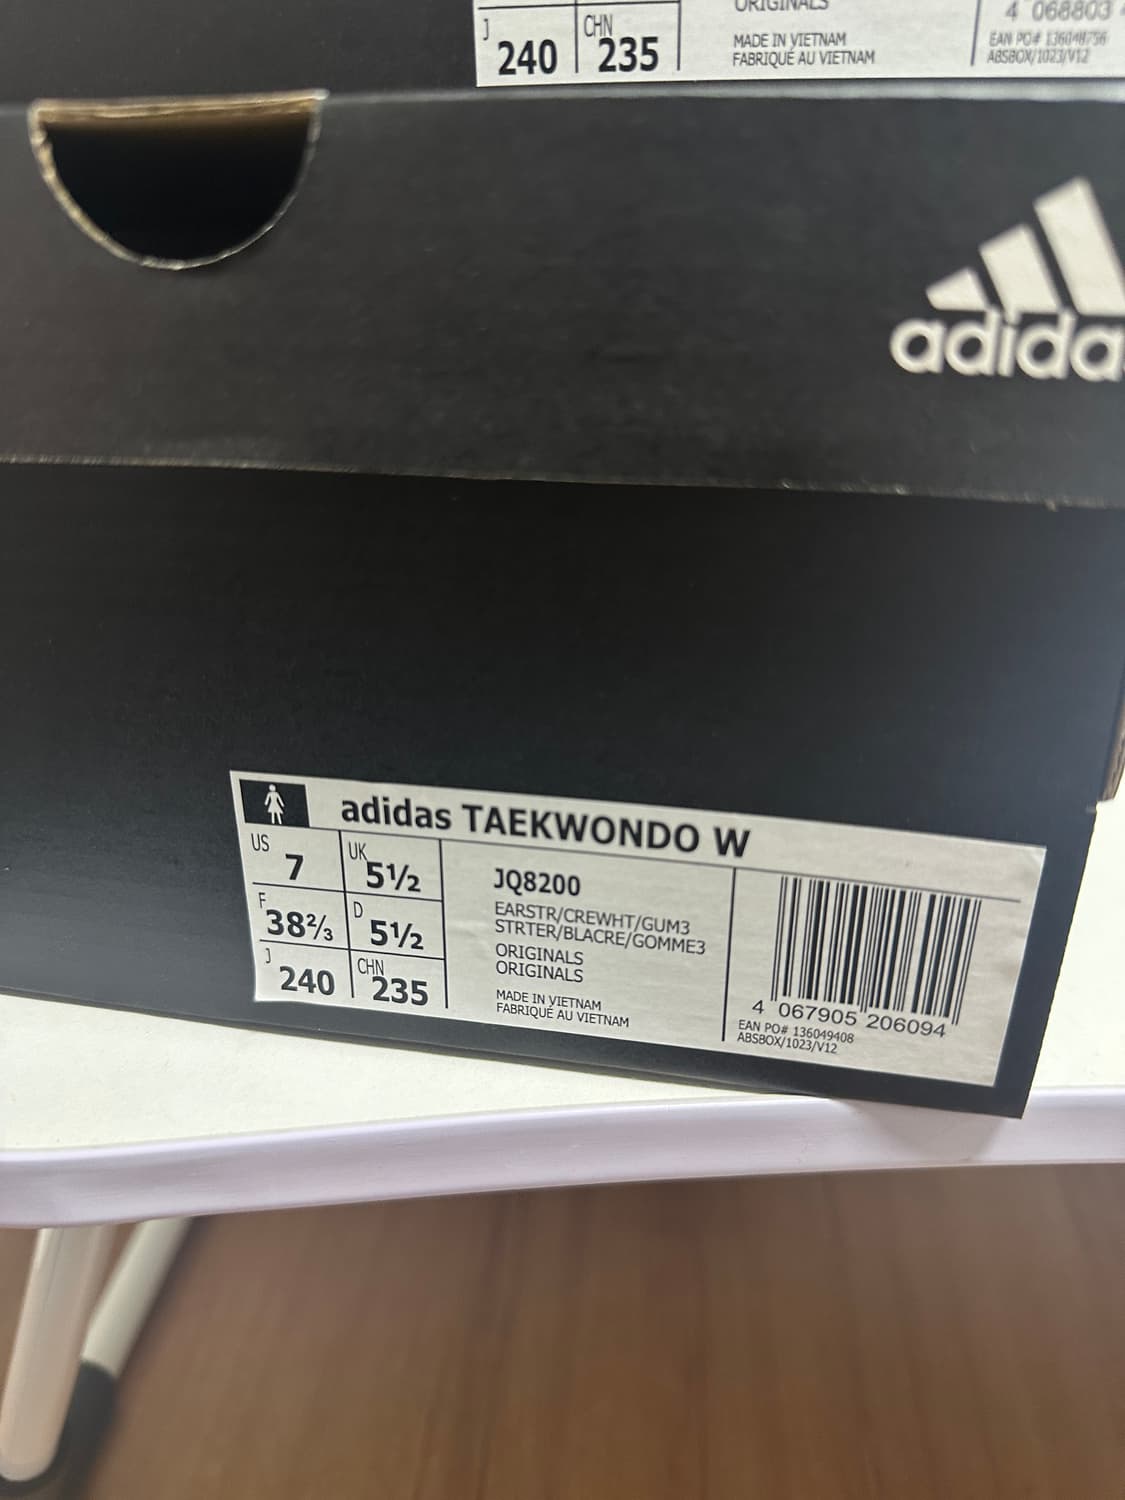 ORIGINALS
4 068803
J 240 CHN 235
MADE IN VIETNAM
FABRIQUÉ AU VIETNAM
EAN PO# 136048756
ABSBOX/1023/V12
adida
adidas TAEKWONDO W
US 7 UK 5½
F 38⅔ D 5½
J 240 CHN 235
JQ8200
EARSTR/CREWHT/GUM3
STRTER/BLACRE/GOMME3
ORIGINALS
ORIGINALS
MADE IN VIETNAM
FABRIQUÉ AU VIETNAM
4 067905 206094
EAN PO# 136049408
ABSBOX/1023/V12